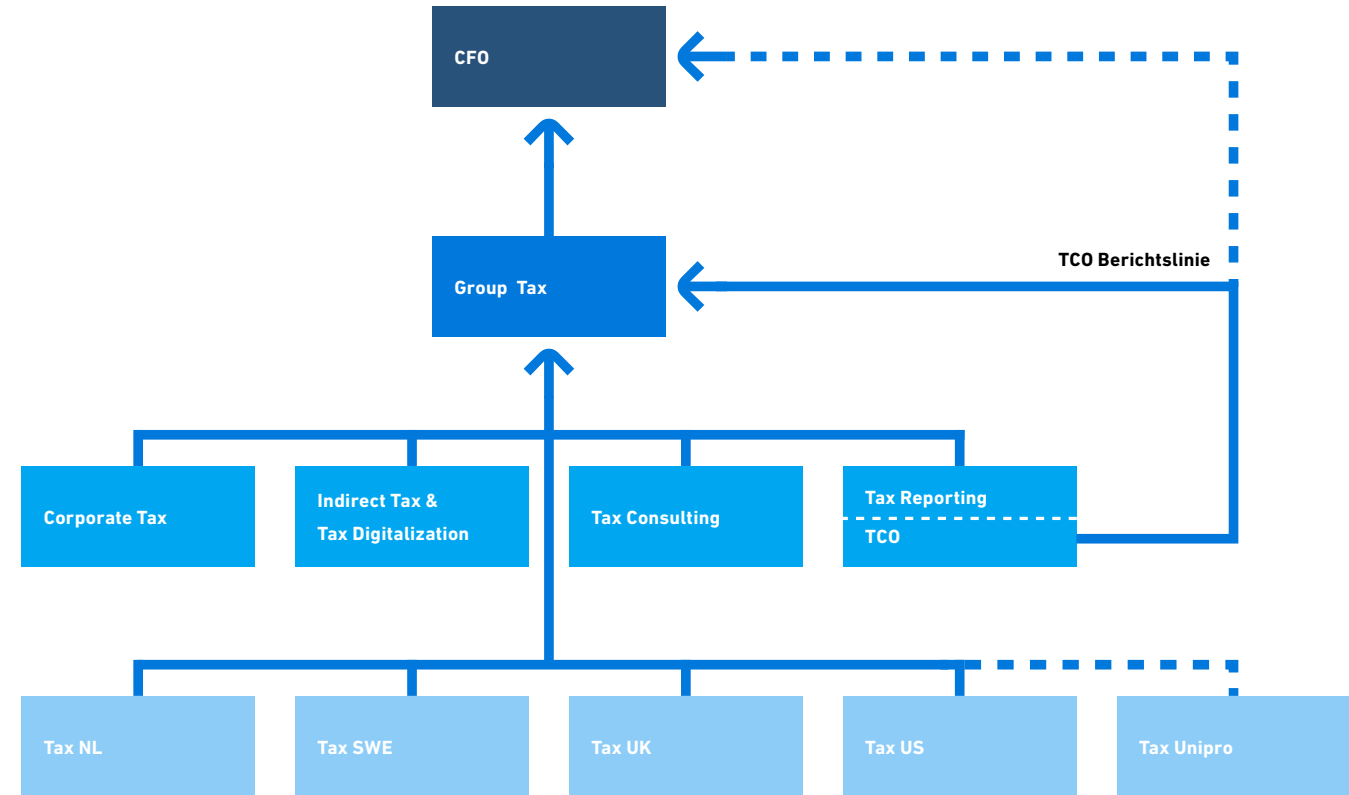 CFO
TCO Berichtslinie
Group Tax
Corporate Tax
Indirect Tax &
Tax Digitalization
Tax Consulting
Tax Reporting
TCO
Tax NL
Tax SWE
Tax UK
Tax US
Tax Unipro